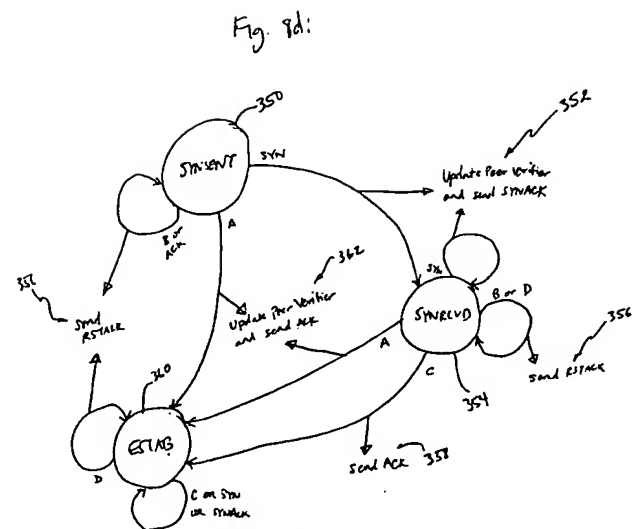 Fig. 8d:
350
352
SYNSENT
SYN
Update Peer Verifier
and send SYNACK
B or
ACK
A
362
356
Send
RSTACK
Update Peer Verifier
and send ACK
SYN
B or D
356
SYNRCVD
A
C
354
Send RSTACK
360
ESTAB
D
Send ACK
358
C or SYN
or SYNACK